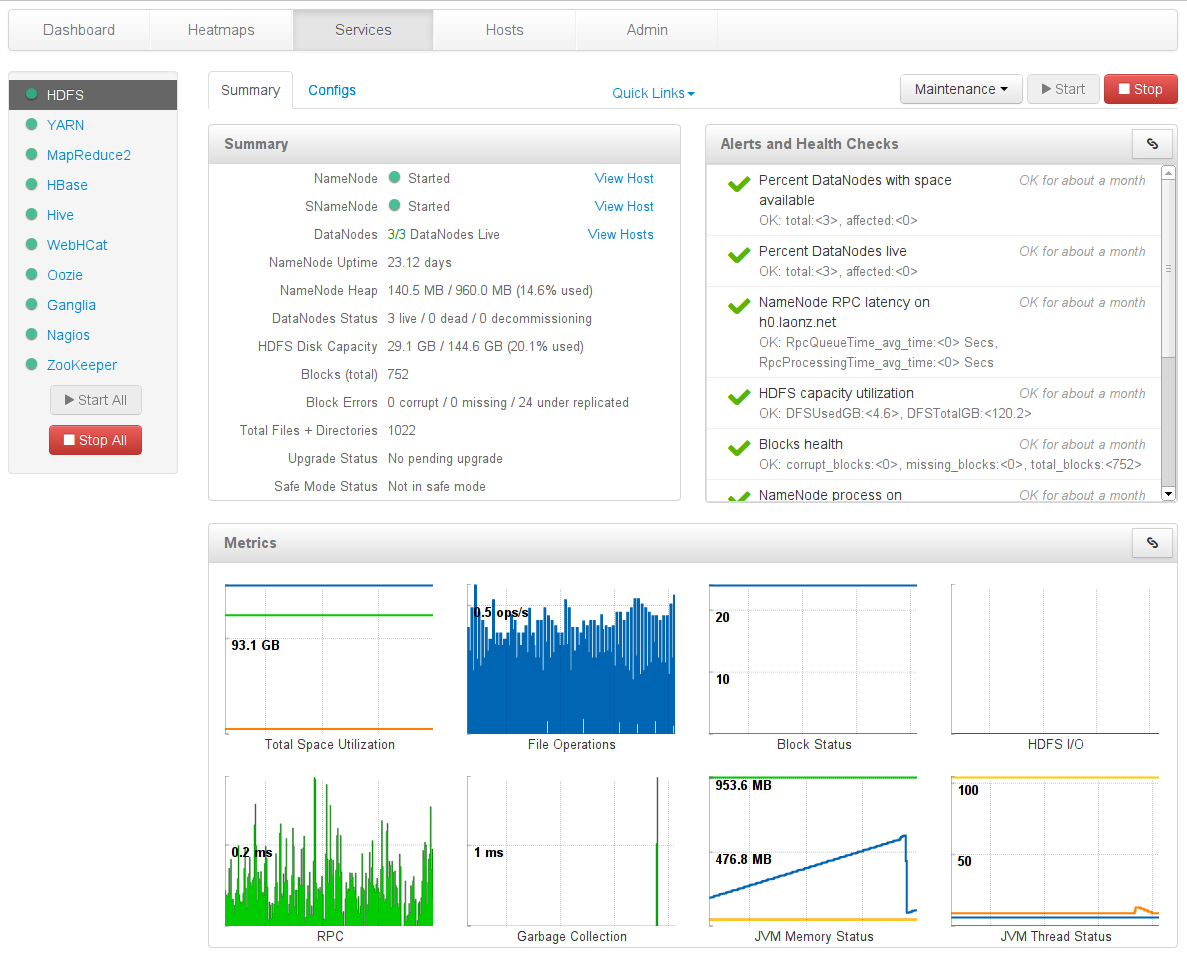 Dashboard Heatmaps Services Hosts Admin
HDFS
YARN
MapReduce2
HBase
Hive
WebHCat
Oozie
Ganglia
Nagios
ZooKeeper
Start All
Stop All
Summary Configs Quick Links Maintenance Start Stop
Summary
NameNode Started View Host
SNameNode Started View Host
DataNodes 3/3 DataNodes Live View Hosts
NameNode Uptime 23.12 days
NameNode Heap 140.5 MB / 960.0 MB (14.6% used)
DataNodes Status 3 live / 0 dead / 0 decommissioning
HDFS Disk Capacity 29.1 GB / 144.6 GB (20.1% used)
Blocks (total) 752
Block Errors 0 corrupt / 0 missing / 24 under replicated
Total Files + Directories 1022
Upgrade Status No pending upgrade
Safe Mode Status Not in safe mode
Alerts and Health Checks
Percent DataNodes with space OK for about a month
available
OK: total:<3>, affected:<0>
Percent DataNodes live OK for about a month
OK: total:<3>, affected:<0>
NameNode RPC latency on OK for about a month
h0.laonz.net
OK: RpcQueueTime_avg_time:<0> Secs,
RpcProcessingTime_avg_time:<0> Secs
HDFS capacity utilization OK for about a month
OK: DFSUsedGB:<4.6>, DFSTotalGB:<120.2>
Blocks health OK for about a month
OK: corrupt_blocks:<0>, missing_blocks:<0>, total_blocks:<752>
NameNode process on OK for about a month
Metrics
93.1 GB
Total Space Utilization
0.5 ops/s
File Operations
20
10
Block Status
HDFS I/O
0.2 ms
RPC
1 ms
Garbage Collection
953.6 MB
476.8 MB
JVM Memory Status
100
50
JVM Thread Status